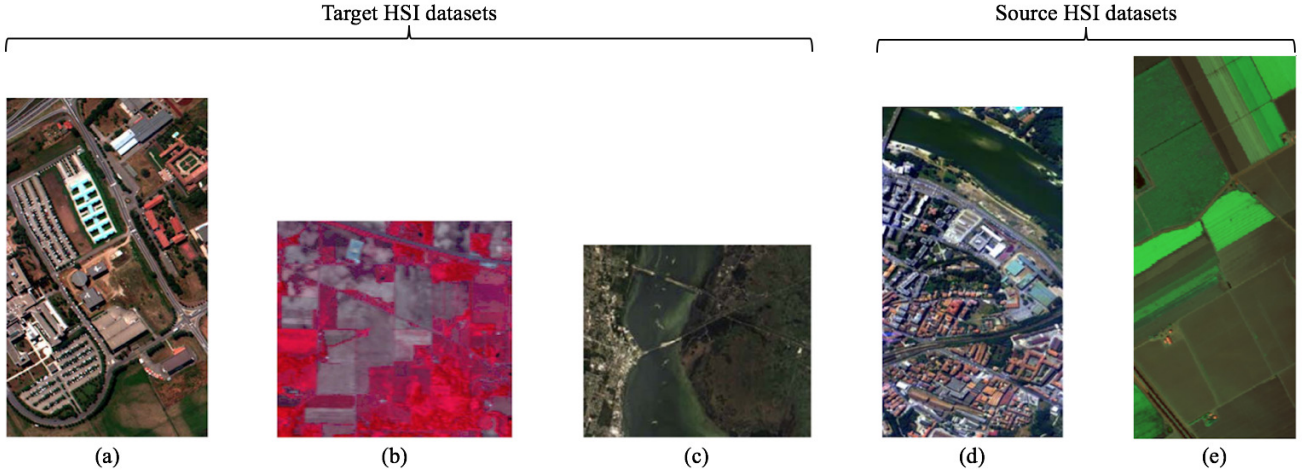 Target HSI datasets
Source HSI datasets
(a)
(b)
(c)
(d)
(e)